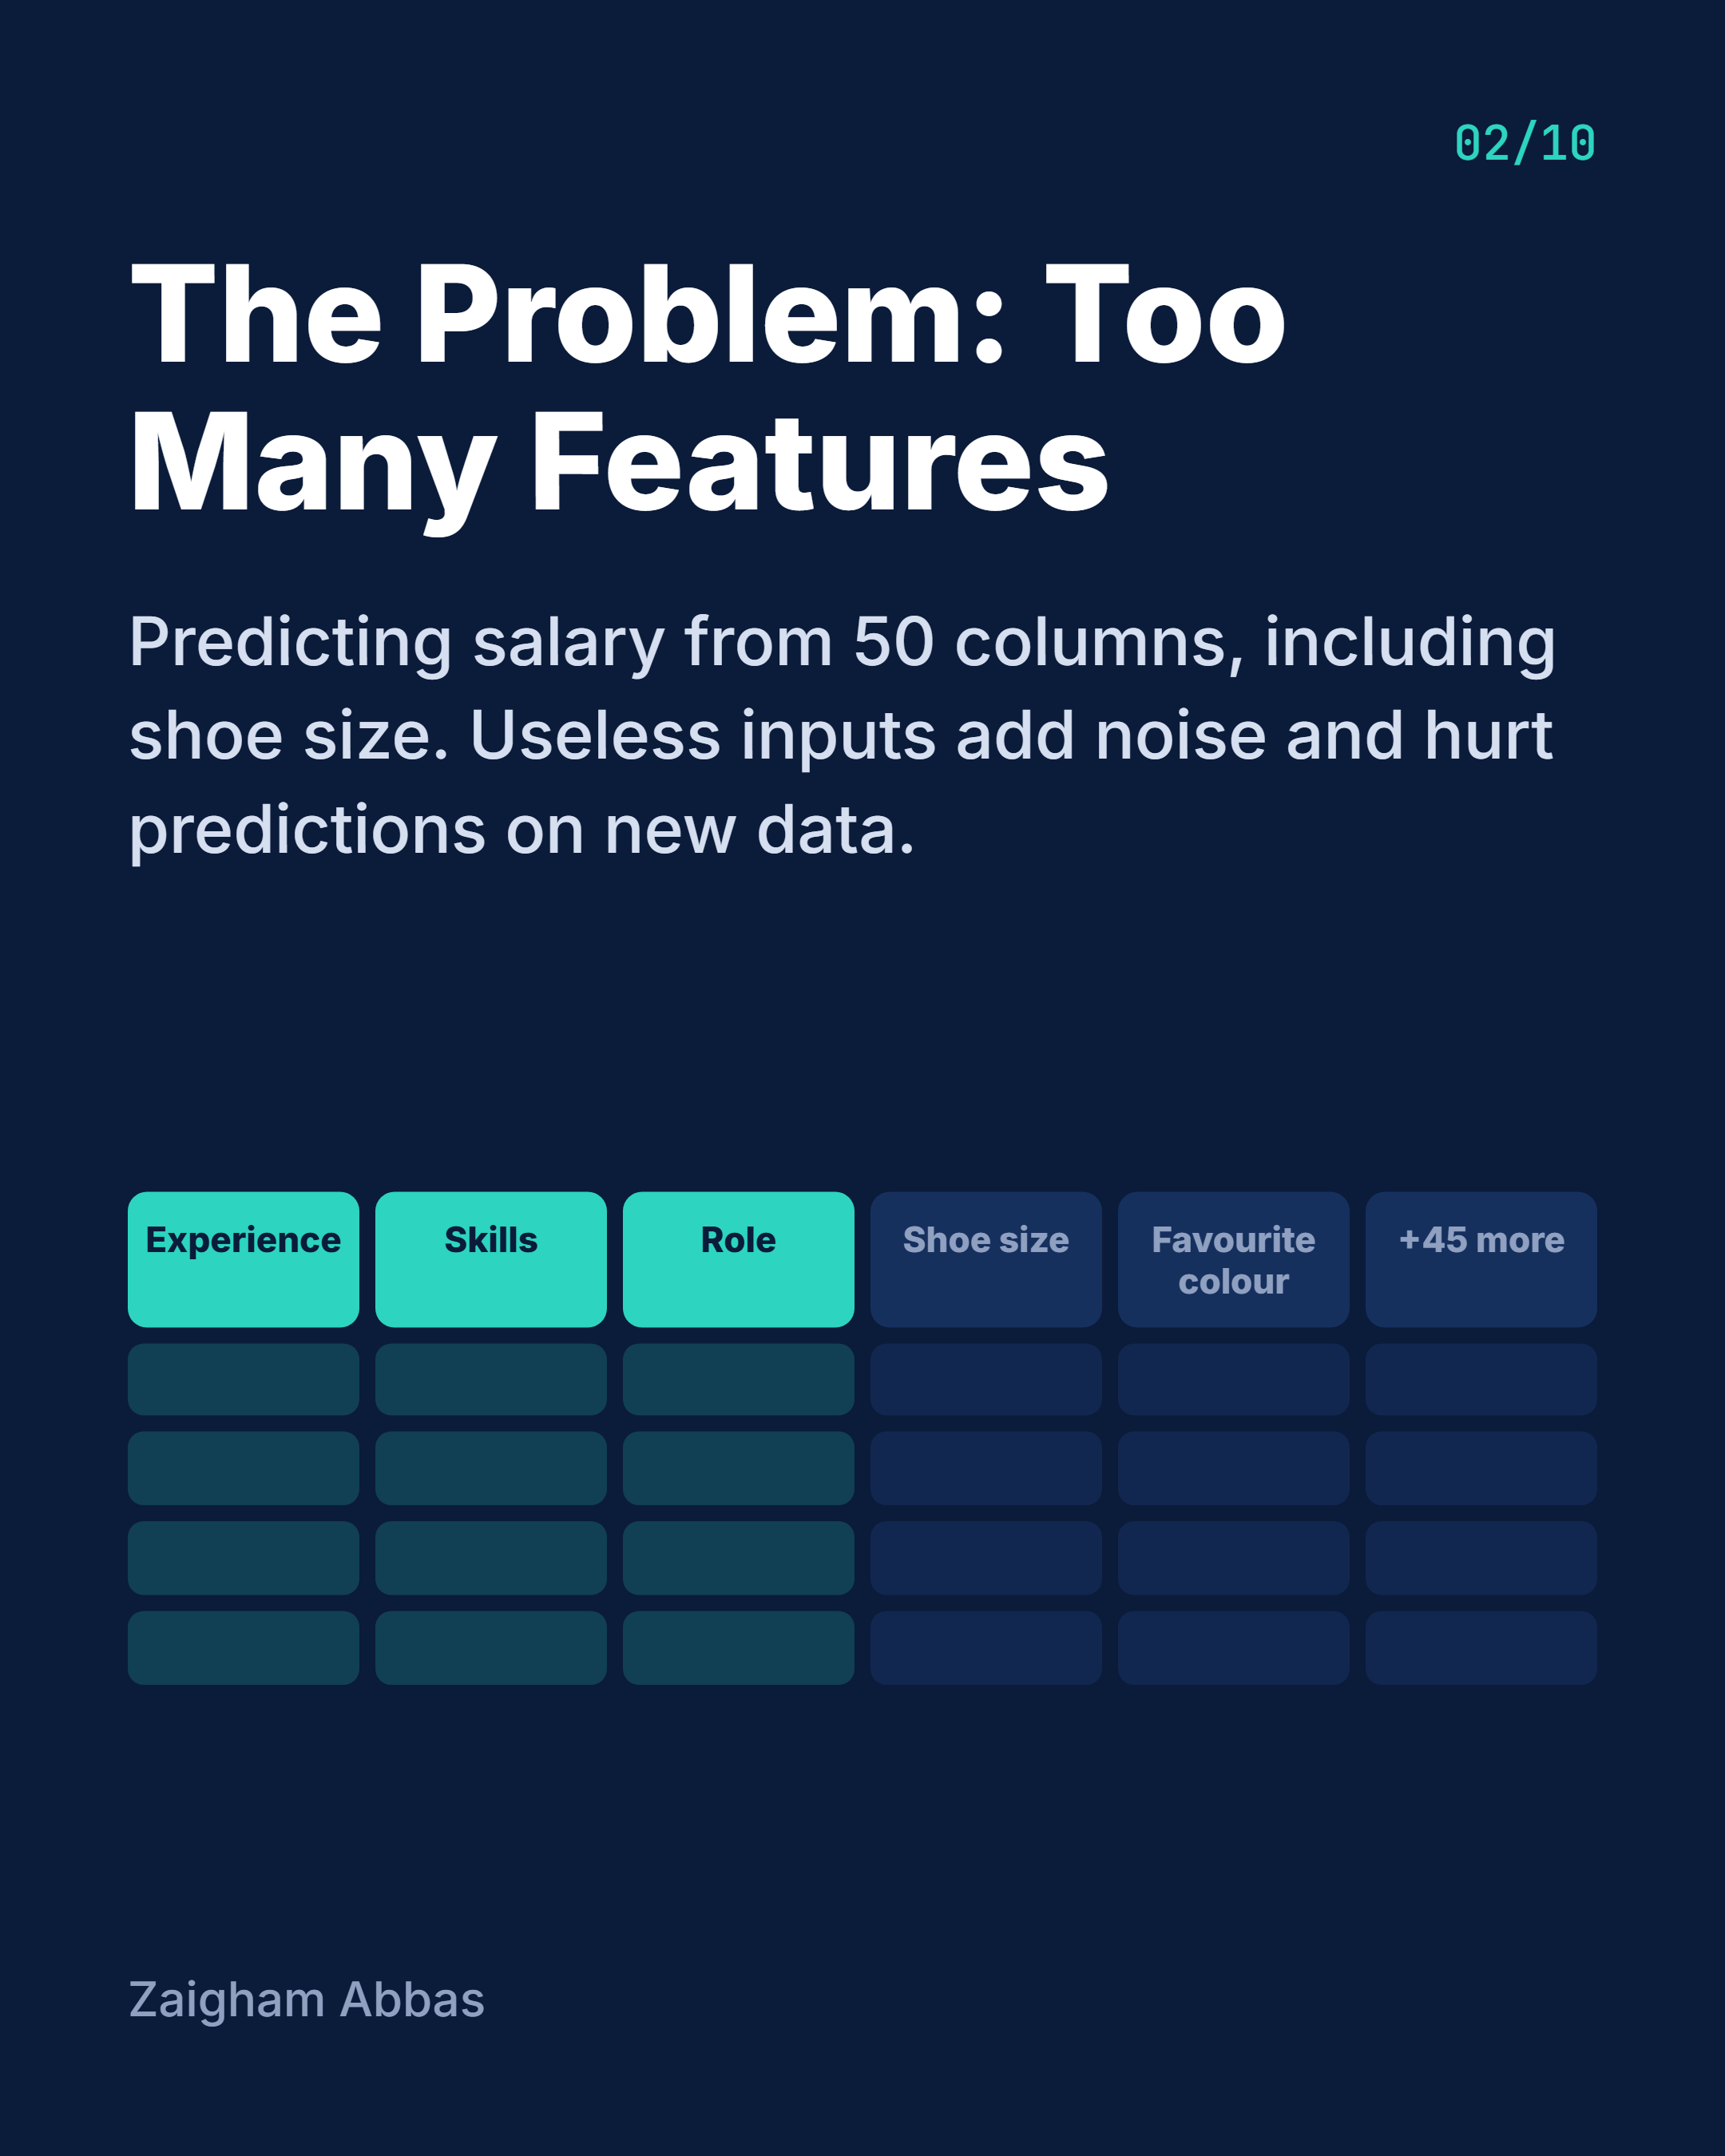 02/10
The Problem: Too
Many Features
Predicting salary from 50 columns, including
shoe size. Useless inputs add noise and hurt
predictions on new data.
Experience
Skills
Role
Shoe size
Favourite
colour
+45 more
Zaigham Abbas